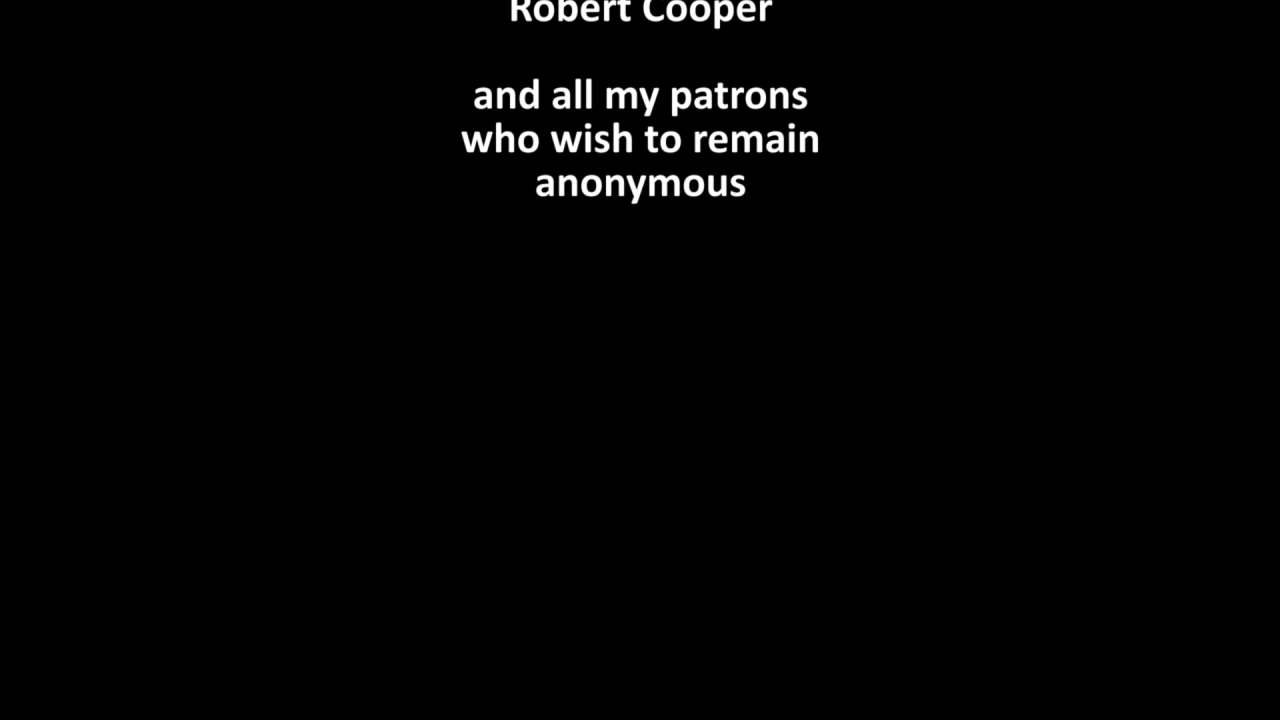 Robert Cooper
and all my patrons
who wish to remain
anonymous